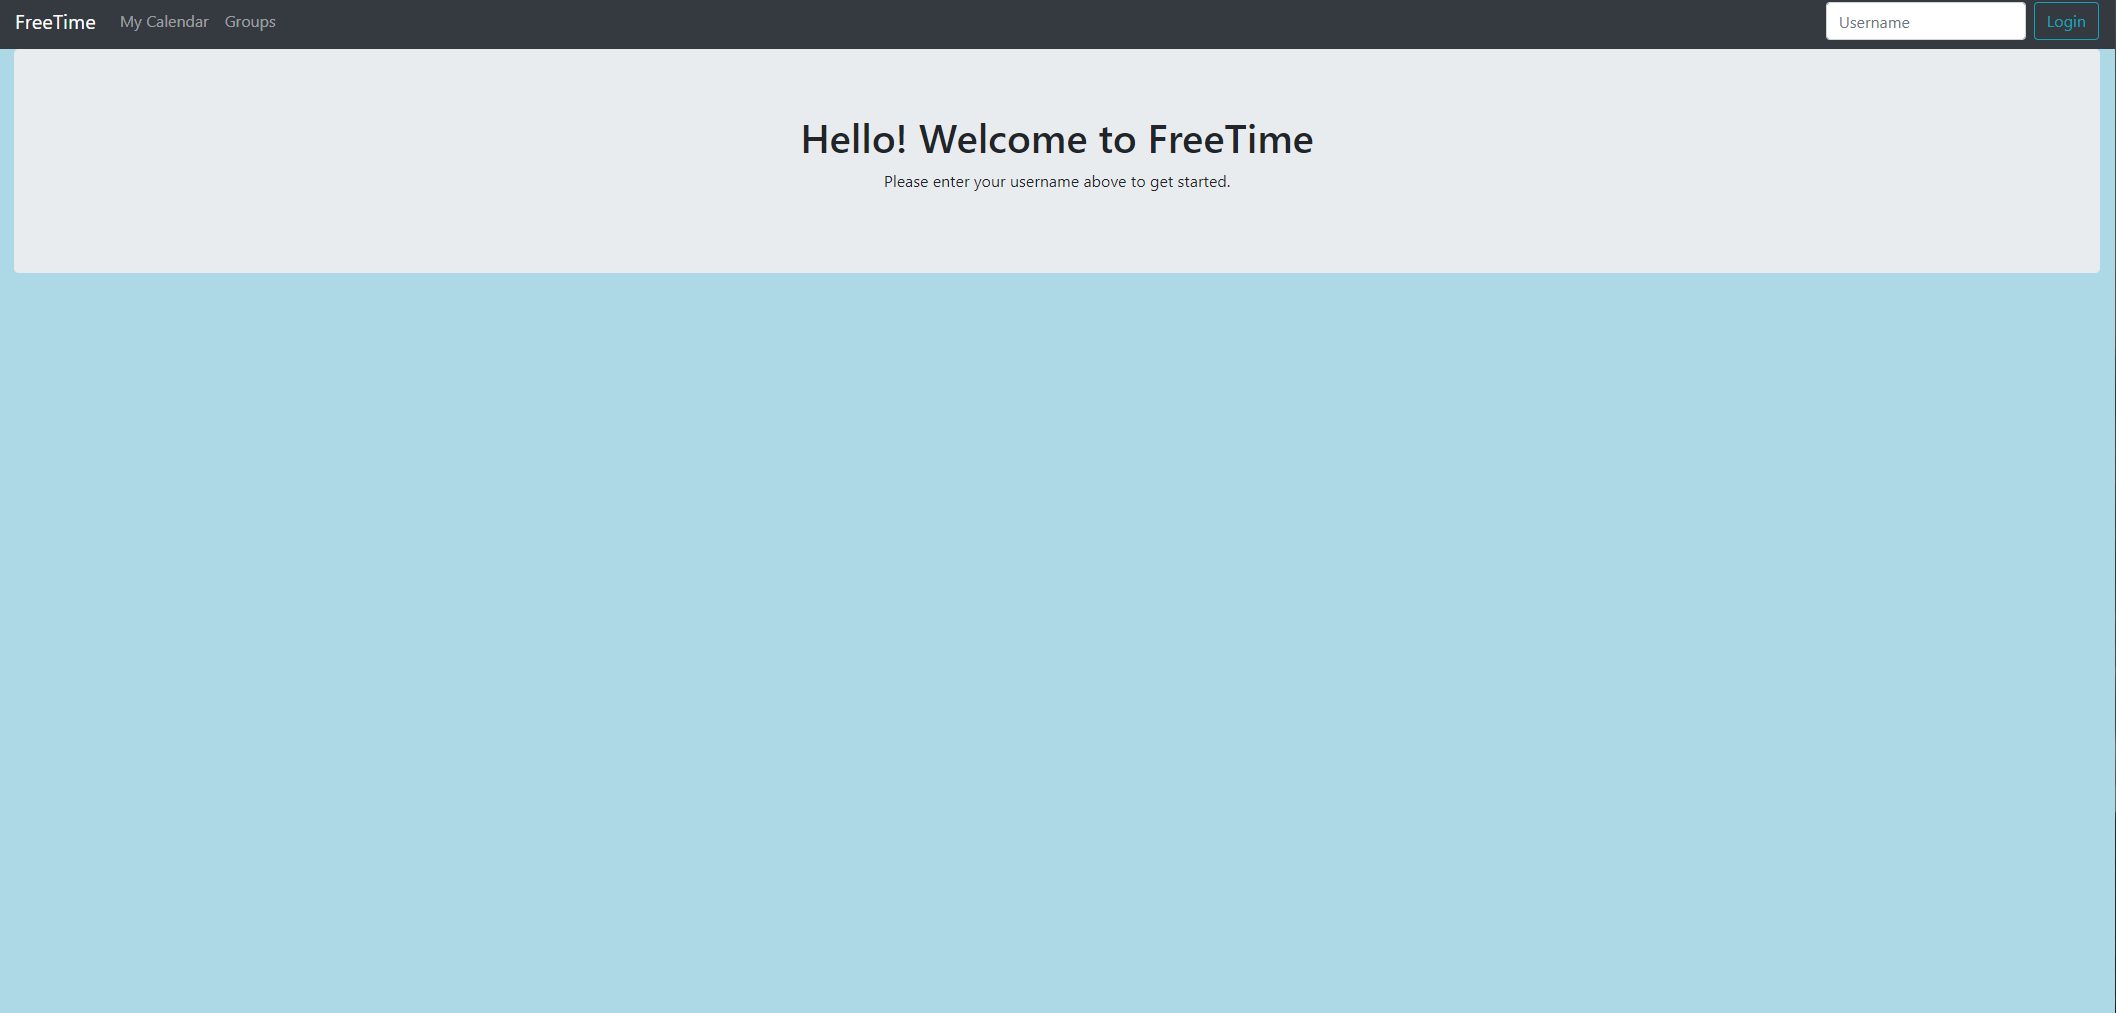 FreeTime My Calendar Groups Username Login
Hello! Welcome to FreeTime
Please enter your username above to get started.